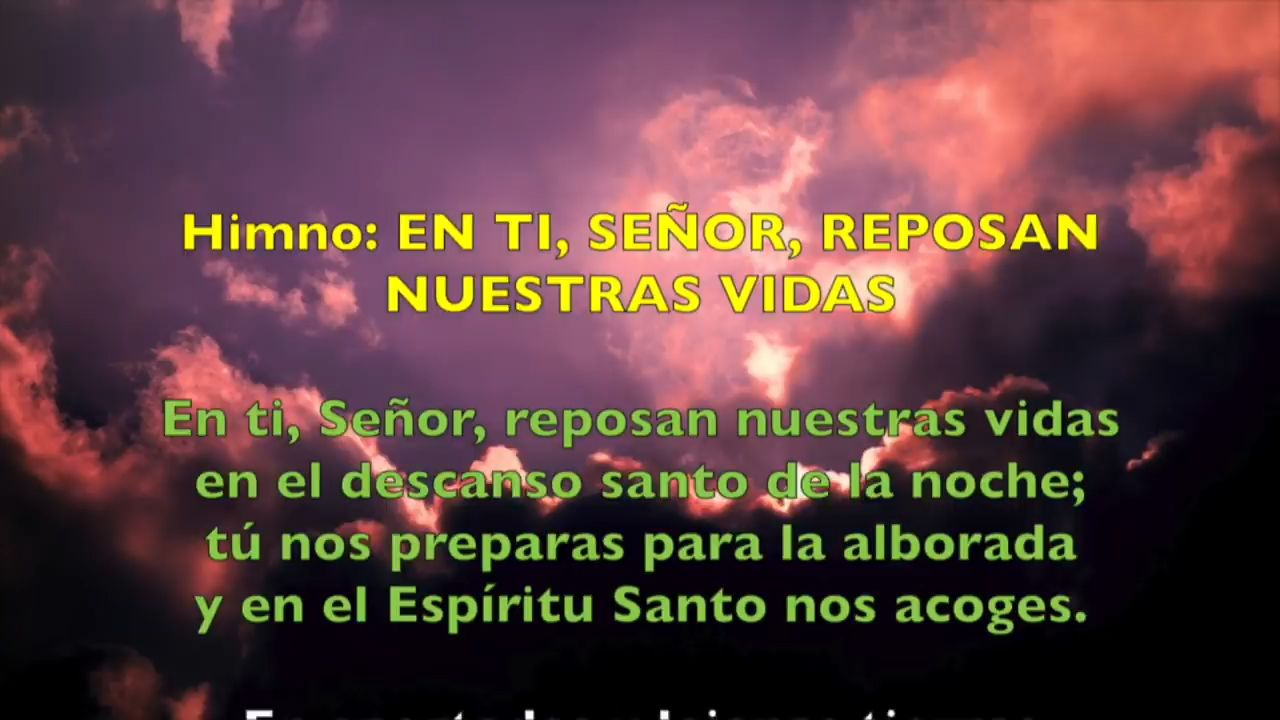 Himno: EN TI, SEÑOR, REPOSAN
NUESTRAS VIDAS
En ti, Señor, reposan nuestras vidas
en el descanso santo de la noche;
tú nos preparas para la alborada
y en el Espíritu Santo nos acoges.